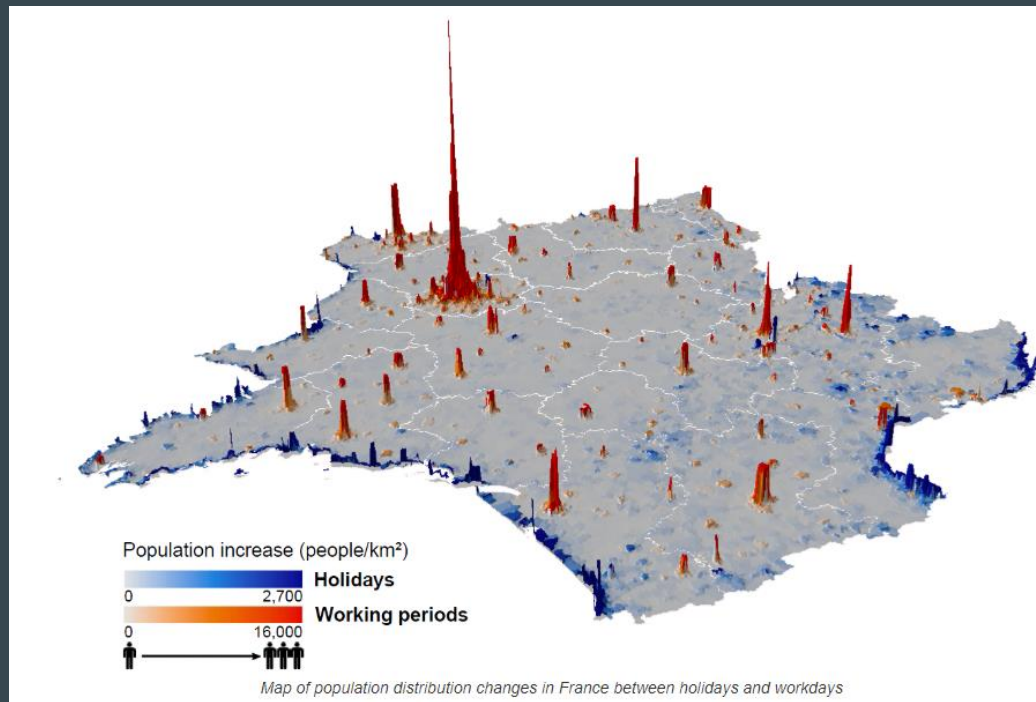 Population increase (people/km²)
Holidays
0 2,700
Working periods
0 16,000
Map of population distribution changes in France between holidays and workdays